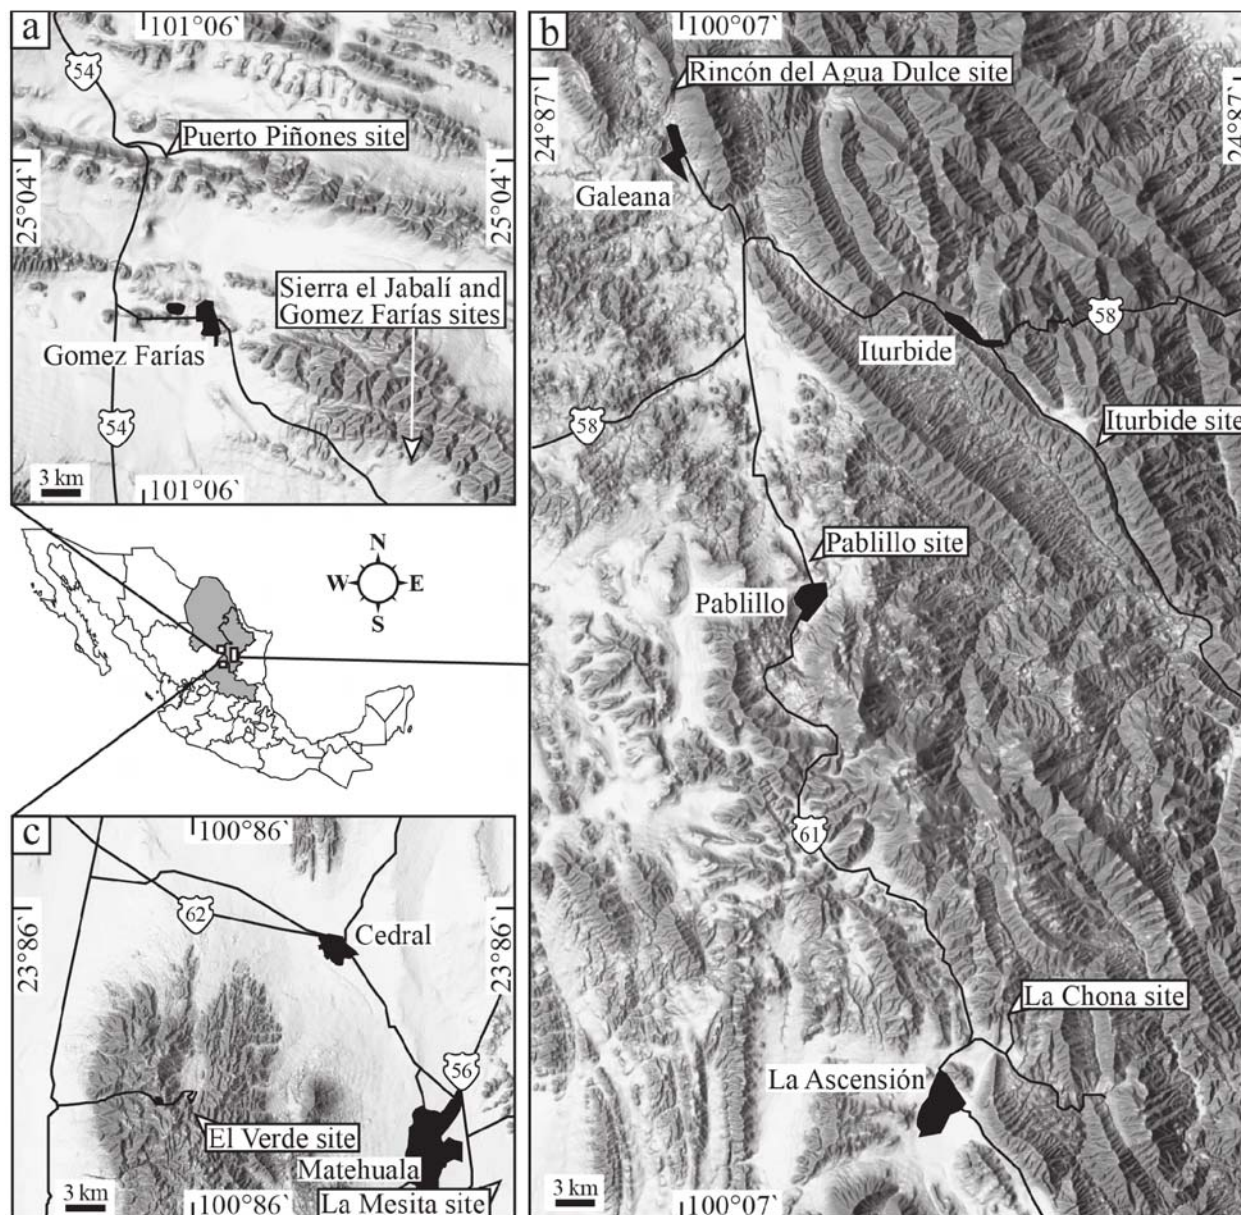 a
101°06`
54
Puerto Piñones site
25°04`
25°04`
Sierra el Jabalí and
Gomez Farías sites
Gomez Farías
54
3 km
101°06`
N
W
E
S
b
100°07`
Rincón del Agua Dulce site
24°87`
24°87`
Galeana
58
Iturbide
58
Iturbide site
Pablillo site
Pablillo
61
La Chona site
La Ascensión
3 km
100°07`
c
100°86`
62
Cedral
23°86`
23°86`
56
El Verde site
Matehuala
La Mesita site
3 km
100°86`